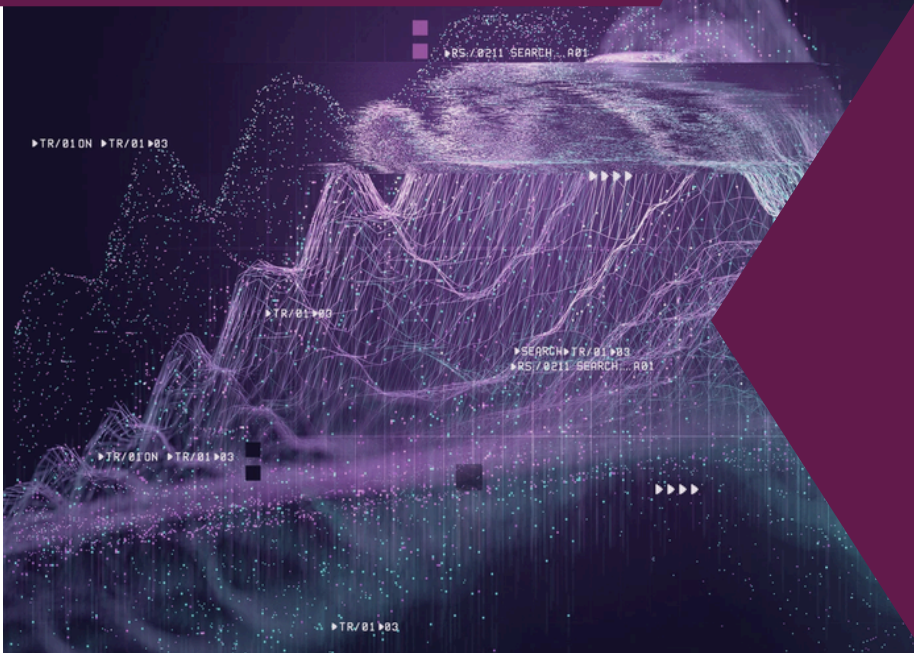 ▶RS/0211 SEARCH...A01
▶TR/01ON ▶TR/01▶03
▶TR/01▶03
▶SEARCH▶TR/01▶03
▶RS/0211 SEARCH...A01
▶TR/01ON ▶TR/01▶03
▶TR/01▶03